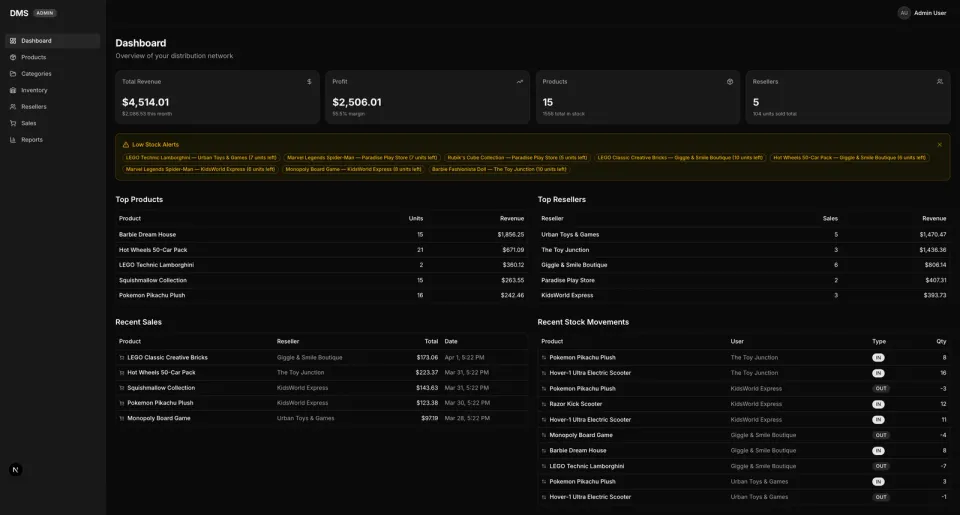 DMS ADMIN
AU Admin User
Dashboard
Products
Categories
Inventory
Resellers
Sales
Reports
Dashboard
Overview of your distribution network
Total Revenue $
$4,514.01
this month
Profit
$2,506.01
55.5% margin
Products
15
1555 total in stock
Resellers
5
units sold total
Low Stock Alerts
LEGO Technic Lamborghini — Urban Toys & Games (7 units left)
Marvel Legends Spider-Man — Paradise Play Store (7 units left)
Rubik's Cube Collection — Paradise Play Store (5 units left)
LEGO Classic Creative Bricks — Giggle & Smile Boutique (10 units left)
Hot Wheels 50-Car Pack — Giggle & Smile Boutique (6 units left)
Marvel Legends Spider-Man — KidsWorld Express (6 units left)
Monopoly Board Game — KidsWorld Express (6 units left)
Barbie Fashionista Doll — The Toy Junction (10 units left)
Top Products
Product Units Revenue
Barbie Dream House 15 $1,856.25
Hot Wheels 50-Car Pack 21 $671.09
LEGO Technic Lamborghini 2 $360.12
Squishmallow Collection 15 $263.55
Pokemon Pikachu Plush 16 $242.46
Top Resellers
Reseller Sales Revenue
Urban Toys & Games 5 $1,470.47
The Toy Junction 3 $1,436.36
Giggle & Smile Boutique 6 $806.14
Paradise Play Store 2 $407.31
KidsWorld Express 3 $393.73
Recent Sales
Product Reseller Total Date
LEGO Classic Creative Bricks Giggle & Smile Boutique $173.06 Apr 1, 5:22 PM
Hot Wheels 50-Car Pack The Toy Junction $223.37 Mar 31, 5:22 PM
Squishmallow Collection KidsWorld Express $143.63 Mar 31, 5:22 PM
Pokemon Pikachu Plush KidsWorld Express $123.38 Mar 30, 5:22 PM
Monopoly Board Game Urban Toys & Games $97.19 Mar 28, 5:22 PM
Recent Stock Movements
Product User Type Qty
Pokemon Pikachu Plush The Toy Junction IN 8
Hover-1 Ultra Electric Scooter The Toy Junction IN 16
Pokemon Pikachu Plush KidsWorld Express OUT -3
Razor Kick Scooter KidsWorld Express IN 12
Hover-1 Ultra Electric Scooter KidsWorld Express IN 11
Monopoly Board Game Giggle & Smile Boutique OUT -4
Barbie Dream House Giggle & Smile Boutique IN 8
LEGO Technic Lamborghini Giggle & Smile Boutique OUT -7
Pokemon Pikachu Plush Urban Toys & Games IN 3
Hover-1 Ultra Electric Scooter Urban Toys & Games OUT -1
N